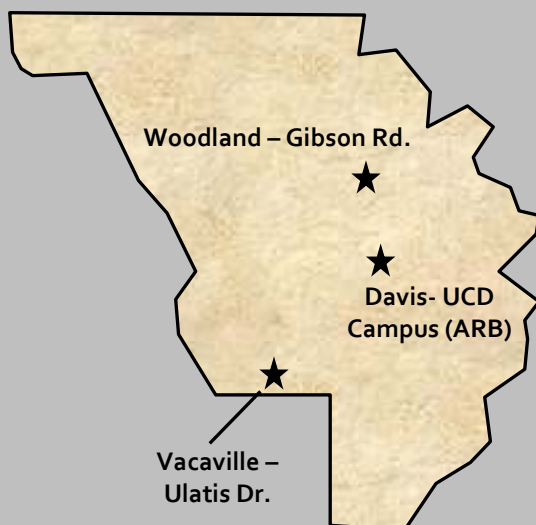 Woodland – Gibson Rd.
Davis- UCD
Campus (ARB)
Vacaville –
Ulatis Dr.